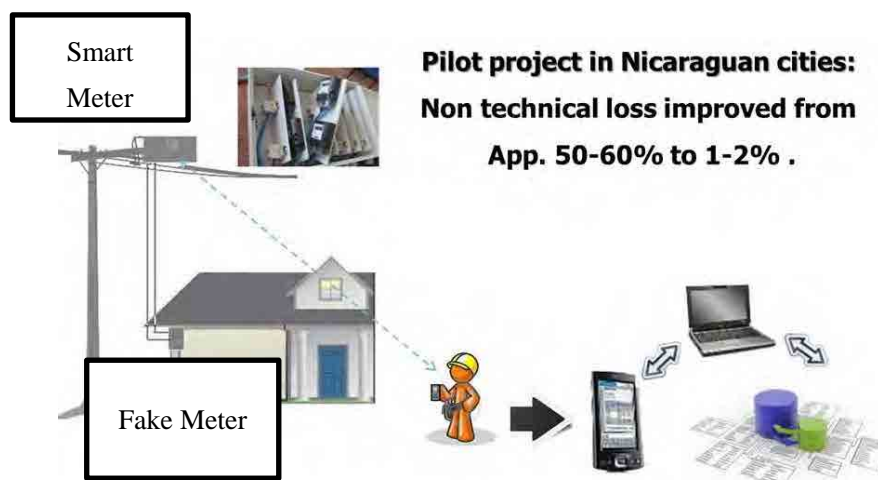 Smart
Meter
Pilot project in Nicaraguan cities:
Non technical loss improved from
App. 50-60% to 1-2% .
Fake Meter